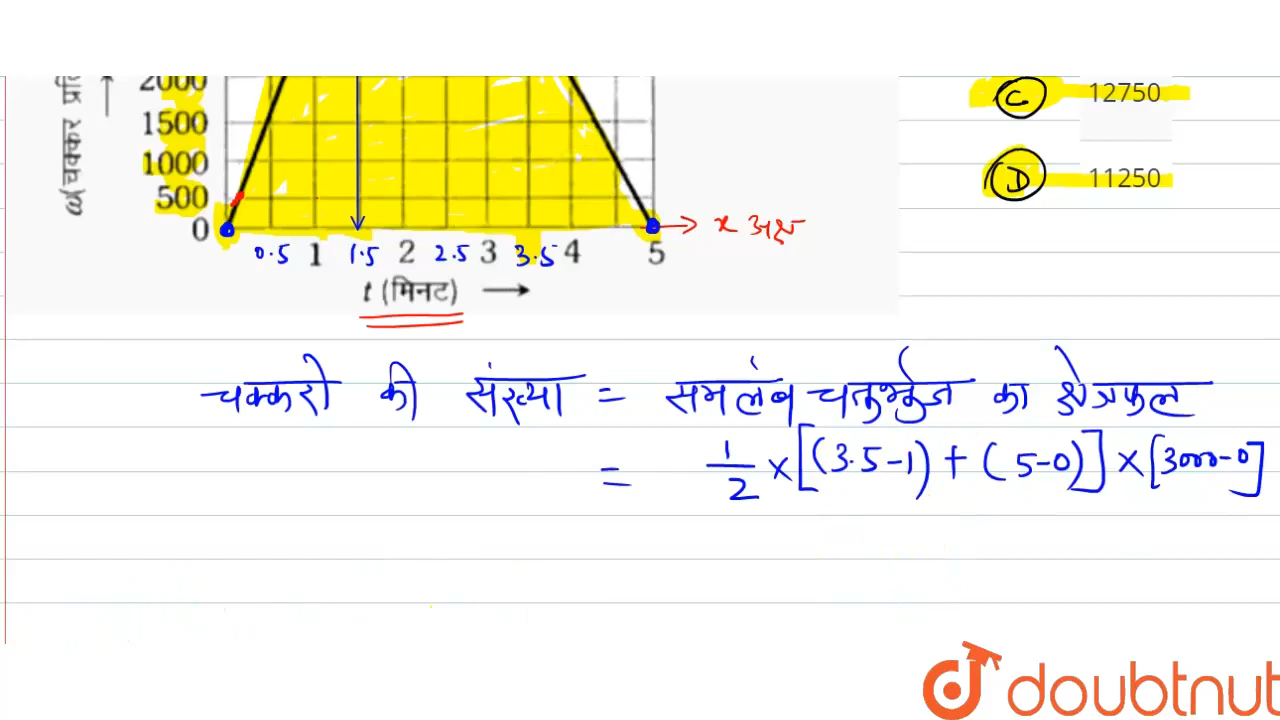 2000
1500
1000
500
0
ω(चक्कर प्रति
0.5 1 1.5 2 2.5 3 3.5 4 5
x अक्ष
t (मिनट)
C 12750
D 11250
चक्करो की संख्या = समलंब चतुर्भुज का क्षेत्रफल
= 1/2 × [(3.5-1) + (5-0)] × [3000-0]
doubtnut